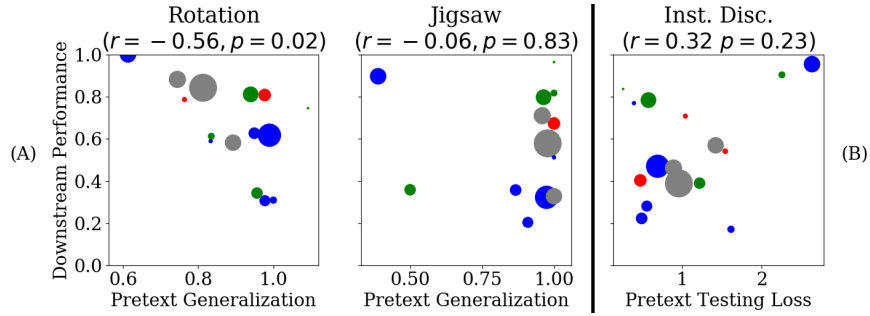 Rotation
(r = −0.56, p = 0.02)
Jigsaw
(r = −0.06, p = 0.83)
Inst. Disc.
(r = 0.32 p = 0.23)
(A)
Downstream Performance
1.0
0.8
0.6
0.4
0.2
0.0
0.6
0.8
1.0
Pretext Generalization
0.50
0.75
1.00
Pretext Generalization
1
2
Pretext Testing Loss
(B)